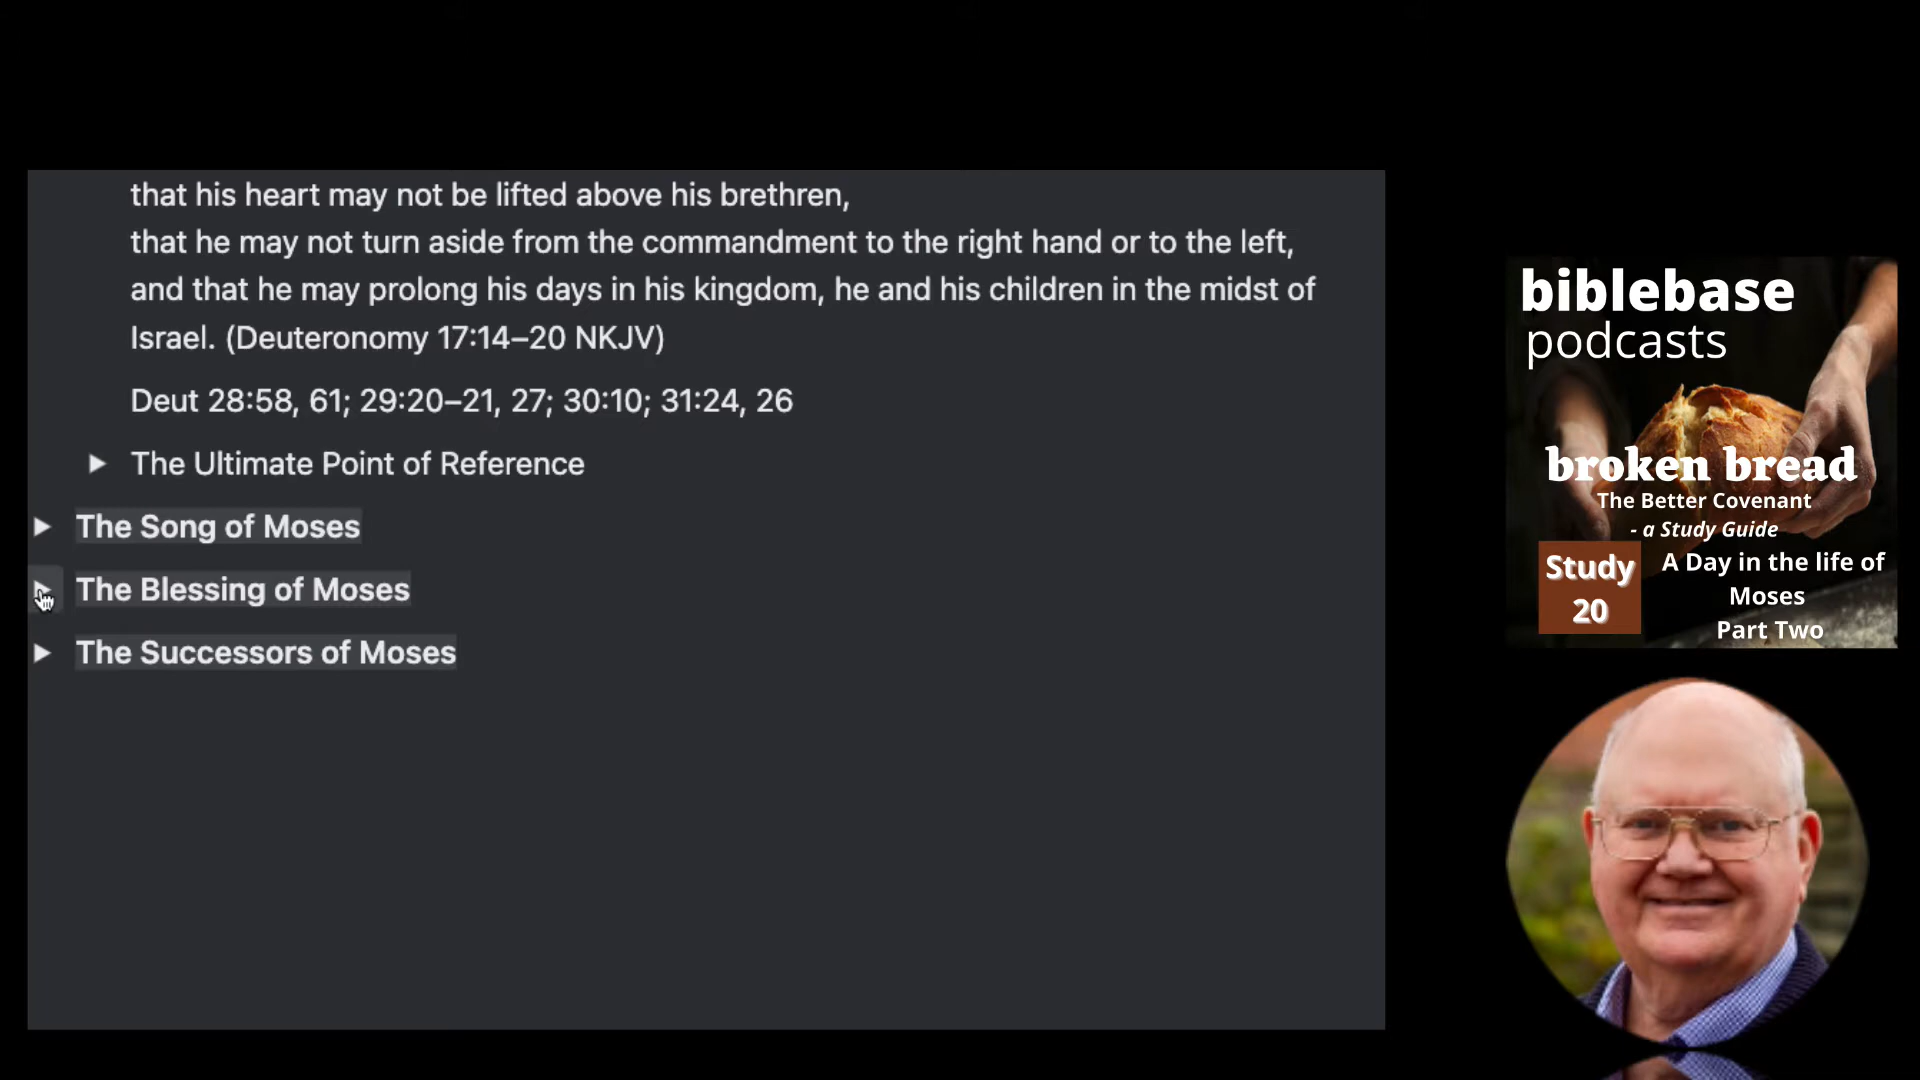 that his heart may not be lifted above his brethren,
that he may not turn aside from the commandment to the right hand or to the left,
and that he may prolong his days in his kingdom, he and his children in the midst of
Israel. (Deuteronomy 17:14–20 NKJV)
Deut 28:58, 61; 29:20–21, 27; 30:10; 31:24, 26
The Ultimate Point of Reference
The Song of Moses
The Blessing of Moses
The Successors of Moses
biblebase
podcasts
broken bread
The Better Covenant
- a Study Guide
Study
20
A Day in the life of
Moses
Part Two